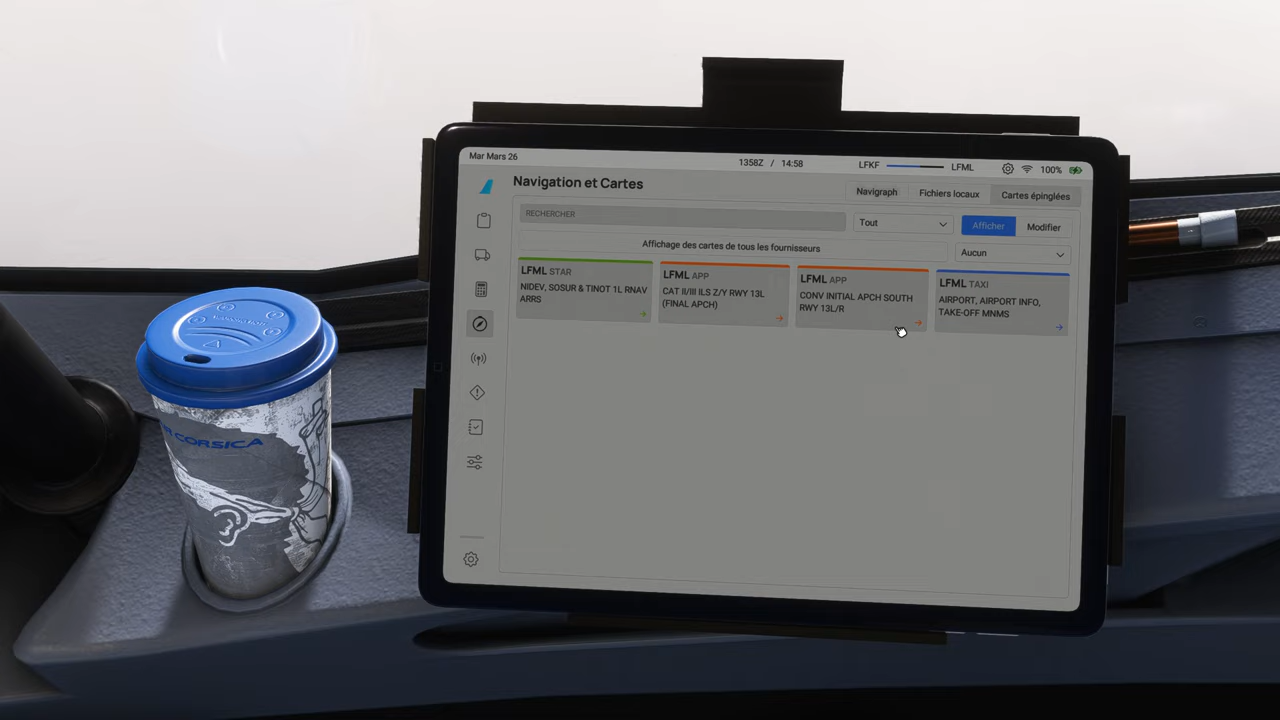 Mar Mars 26
1358Z / 14:58
LFKF LFML
100%
Navigation et Cartes
Navigraph
Fichiers locaux
Cartes épinglées
RECHERCHER
Tout
Afficher
Modifier
Affichage des cartes de tous les fournisseurs
Aucun
LFML STAR
NIDEV, SOSUR & TINOT 1L RNAV
ARRS
LFML APP
CAT II/III ILS Z/Y RWY 13L
(FINAL APCH)
LFML APP
CONV INITIAL APCH SOUTH
RWY 13L/R
LFML TAXI
AIRPORT, AIRPORT INFO,
TAKE-OFF MNMS
CORSICA